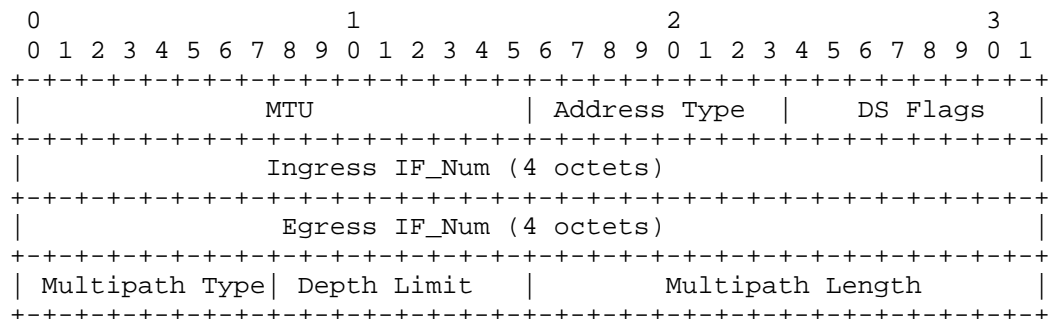 0                   1                   2                   3
 0 1 2 3 4 5 6 7 8 9 0 1 2 3 4 5 6 7 8 9 0 1 2 3 4 5 6 7 8 9 0 1
+-+-+-+-+-+-+-+-+-+-+-+-+-+-+-+-+-+-+-+-+-+-+-+-+-+-+-+-+-+-+-+-+
|               MTU             | Address Type  |    DS Flags   |
+-+-+-+-+-+-+-+-+-+-+-+-+-+-+-+-+-+-+-+-+-+-+-+-+-+-+-+-+-+-+-+-+
|               Ingress IF_Num (4 octets)                       |
+-+-+-+-+-+-+-+-+-+-+-+-+-+-+-+-+-+-+-+-+-+-+-+-+-+-+-+-+-+-+-+-+
|                Egress IF_Num (4 octets)                       |
+-+-+-+-+-+-+-+-+-+-+-+-+-+-+-+-+-+-+-+-+-+-+-+-+-+-+-+-+-+-+-+-+
| Multipath Type| Depth Limit   |        Multipath Length       |
+-+-+-+-+-+-+-+-+-+-+-+-+-+-+-+-+-+-+-+-+-+-+-+-+-+-+-+-+-+-+-+-+